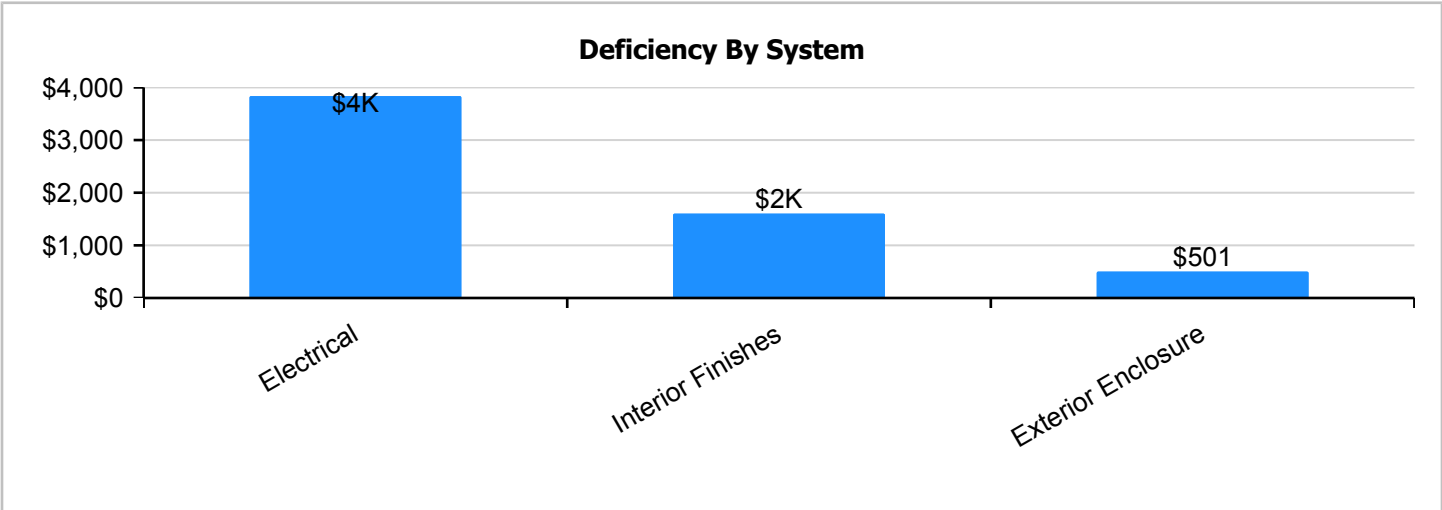 Deficiency By System
$4,000
$3,000
$2,000
$1,000
$0
$4K
$2K
$501
Electrical
Interior Finishes
Exterior Enclosure